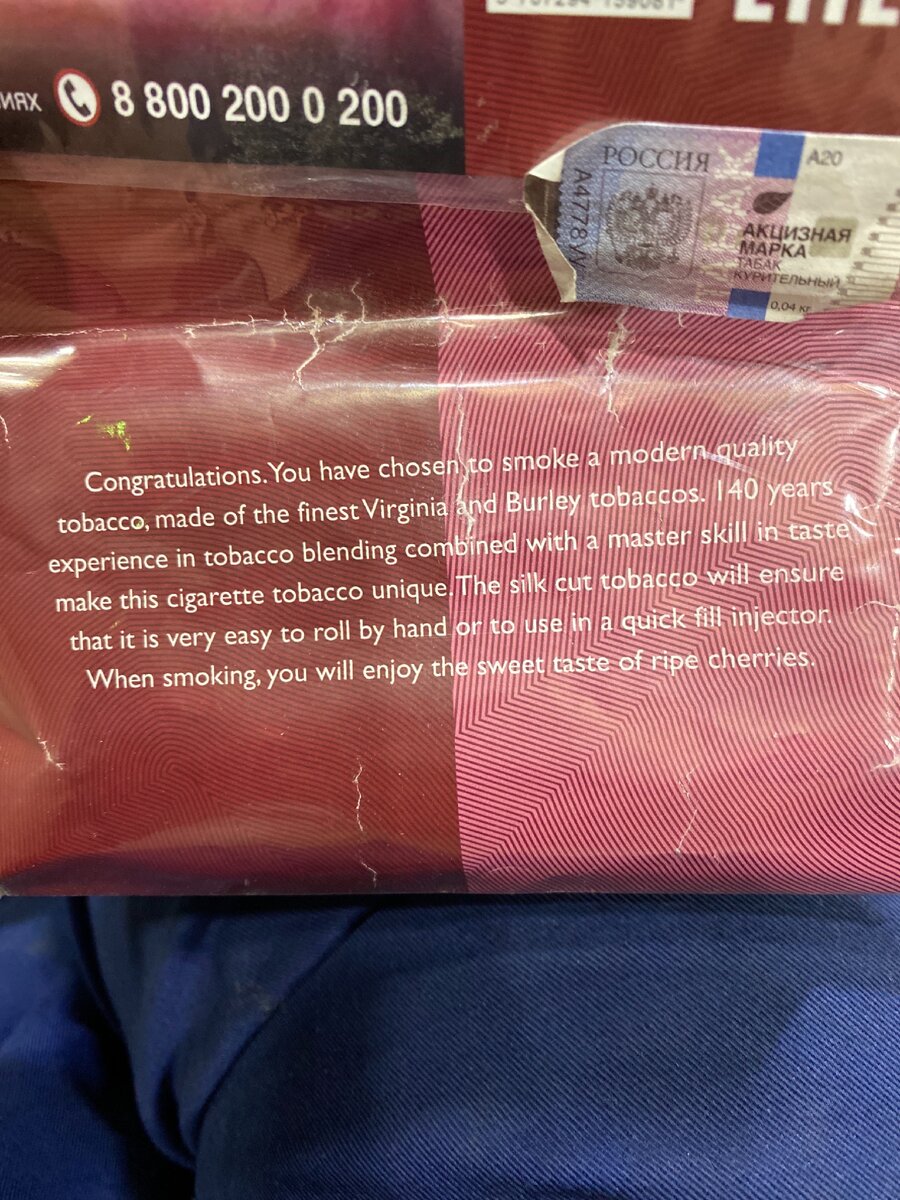 8 800 200 0 200
РОССИЯ
A20
АКЦИЗНАЯ
МАРКА
ТАБАК
КУРИТЕЛЬНЫЙ
0,04 кг
Congratulations. You have chosen to smoke a modern quality
tobacco, made of the finest Virginia and Burley tobaccos. 140 years
experience in tobacco blending combined with a master skill in taste
make this cigarette tobacco unique. The silk cut tobacco will ensure
that it is very easy to roll by hand or to use in a quick fill injector.
When smoking, you will enjoy the sweet taste of ripe cherries.